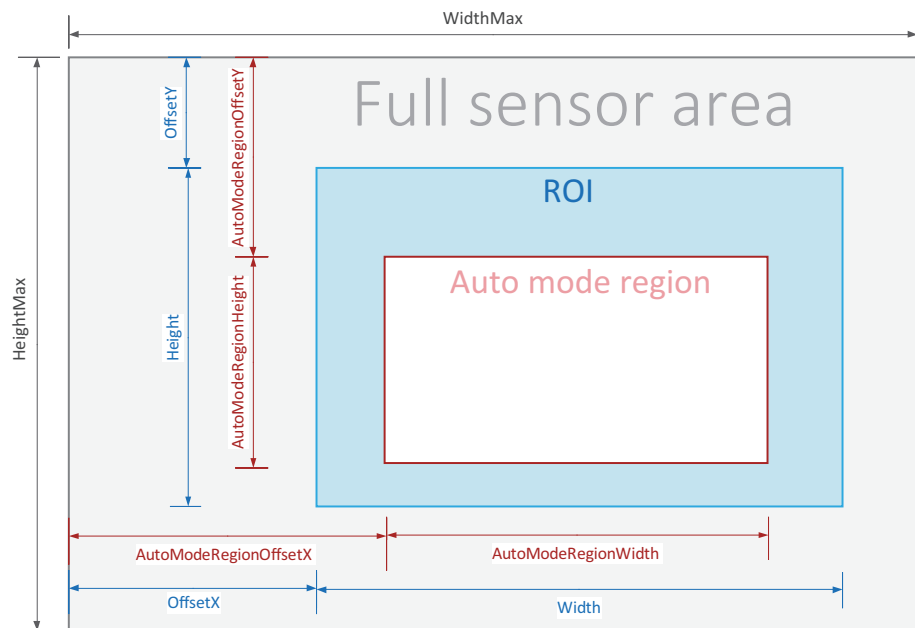 WidthMax
Full sensor area
OffsetY
AutoModeRegionOffsetY
ROI
Auto mode region
HeightMax
Height
AutoModeRegionHeight
AutoModeRegionOffsetX
AutoModeRegionWidth
OffsetX
Width